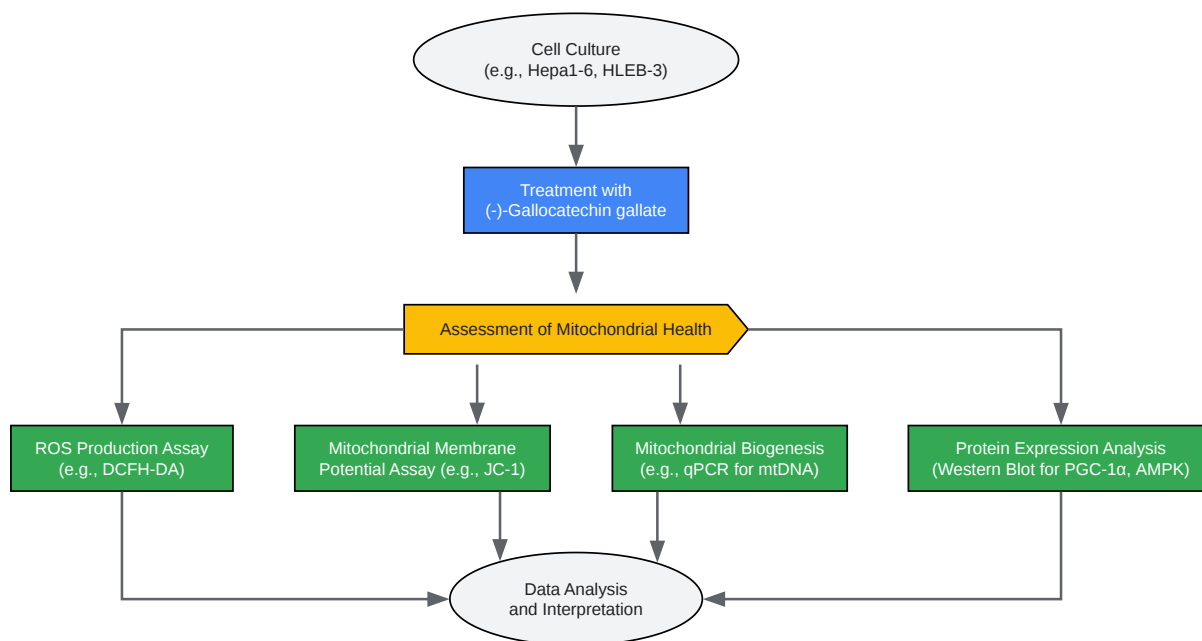 Cell Culture
(e.g., Hepa1-6, HLEB-3)
Treatment with
(-)-Gallocatechin gallate
Assessment of Mitochondrial Health
ROS Production Assay
(e.g., DCFH-DA)
Mitochondrial Membrane
Potential Assay (e.g., JC-1)
Mitochondrial Biogenesis
(e.g., qPCR for mtDNA)
Protein Expression Analysis
(Western Blot for PGC-1α, AMPK)
Data Analysis
and Interpretation